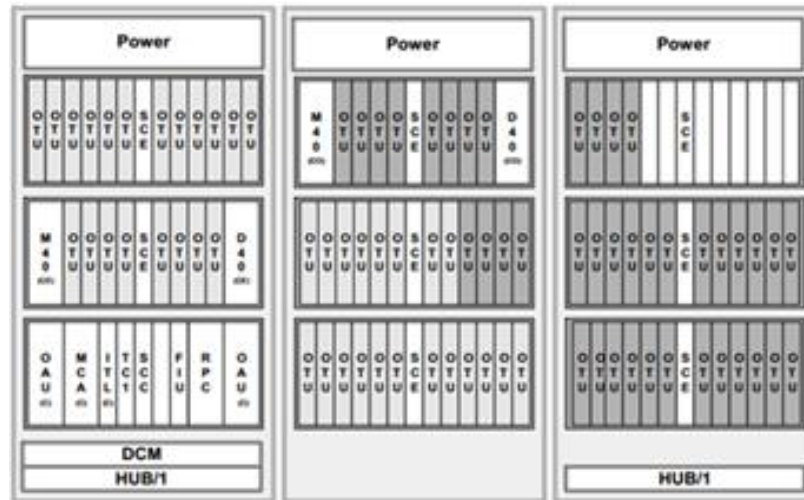 Power
OTU OTU OTU OTU OTU OTU SCE OTU OTU OTU OTU OTU OTU
M40 OTU OTU OTU OTU SCE OTU OTU OTU OTU D40
OAU MCA ITL TC1 SCC FIU RPC OAU
DCM
HUB/1
Power
M40 OTU OTU OTU OTU SCE OTU OTU OTU OTU D40
OTU OTU OTU OTU OTU OTU SCE OTU OTU OTU OTU OTU OTU
OTU OTU OTU OTU OTU OTU SCE OTU OTU OTU OTU OTU OTU
Power
OTU OTU OTU OTU SCE
OTU OTU OTU OTU OTU OTU SCE OTU OTU OTU OTU OTU OTU
OTU OTU OTU OTU OTU OTU SCE OTU OTU OTU OTU OTU OTU
HUB/1